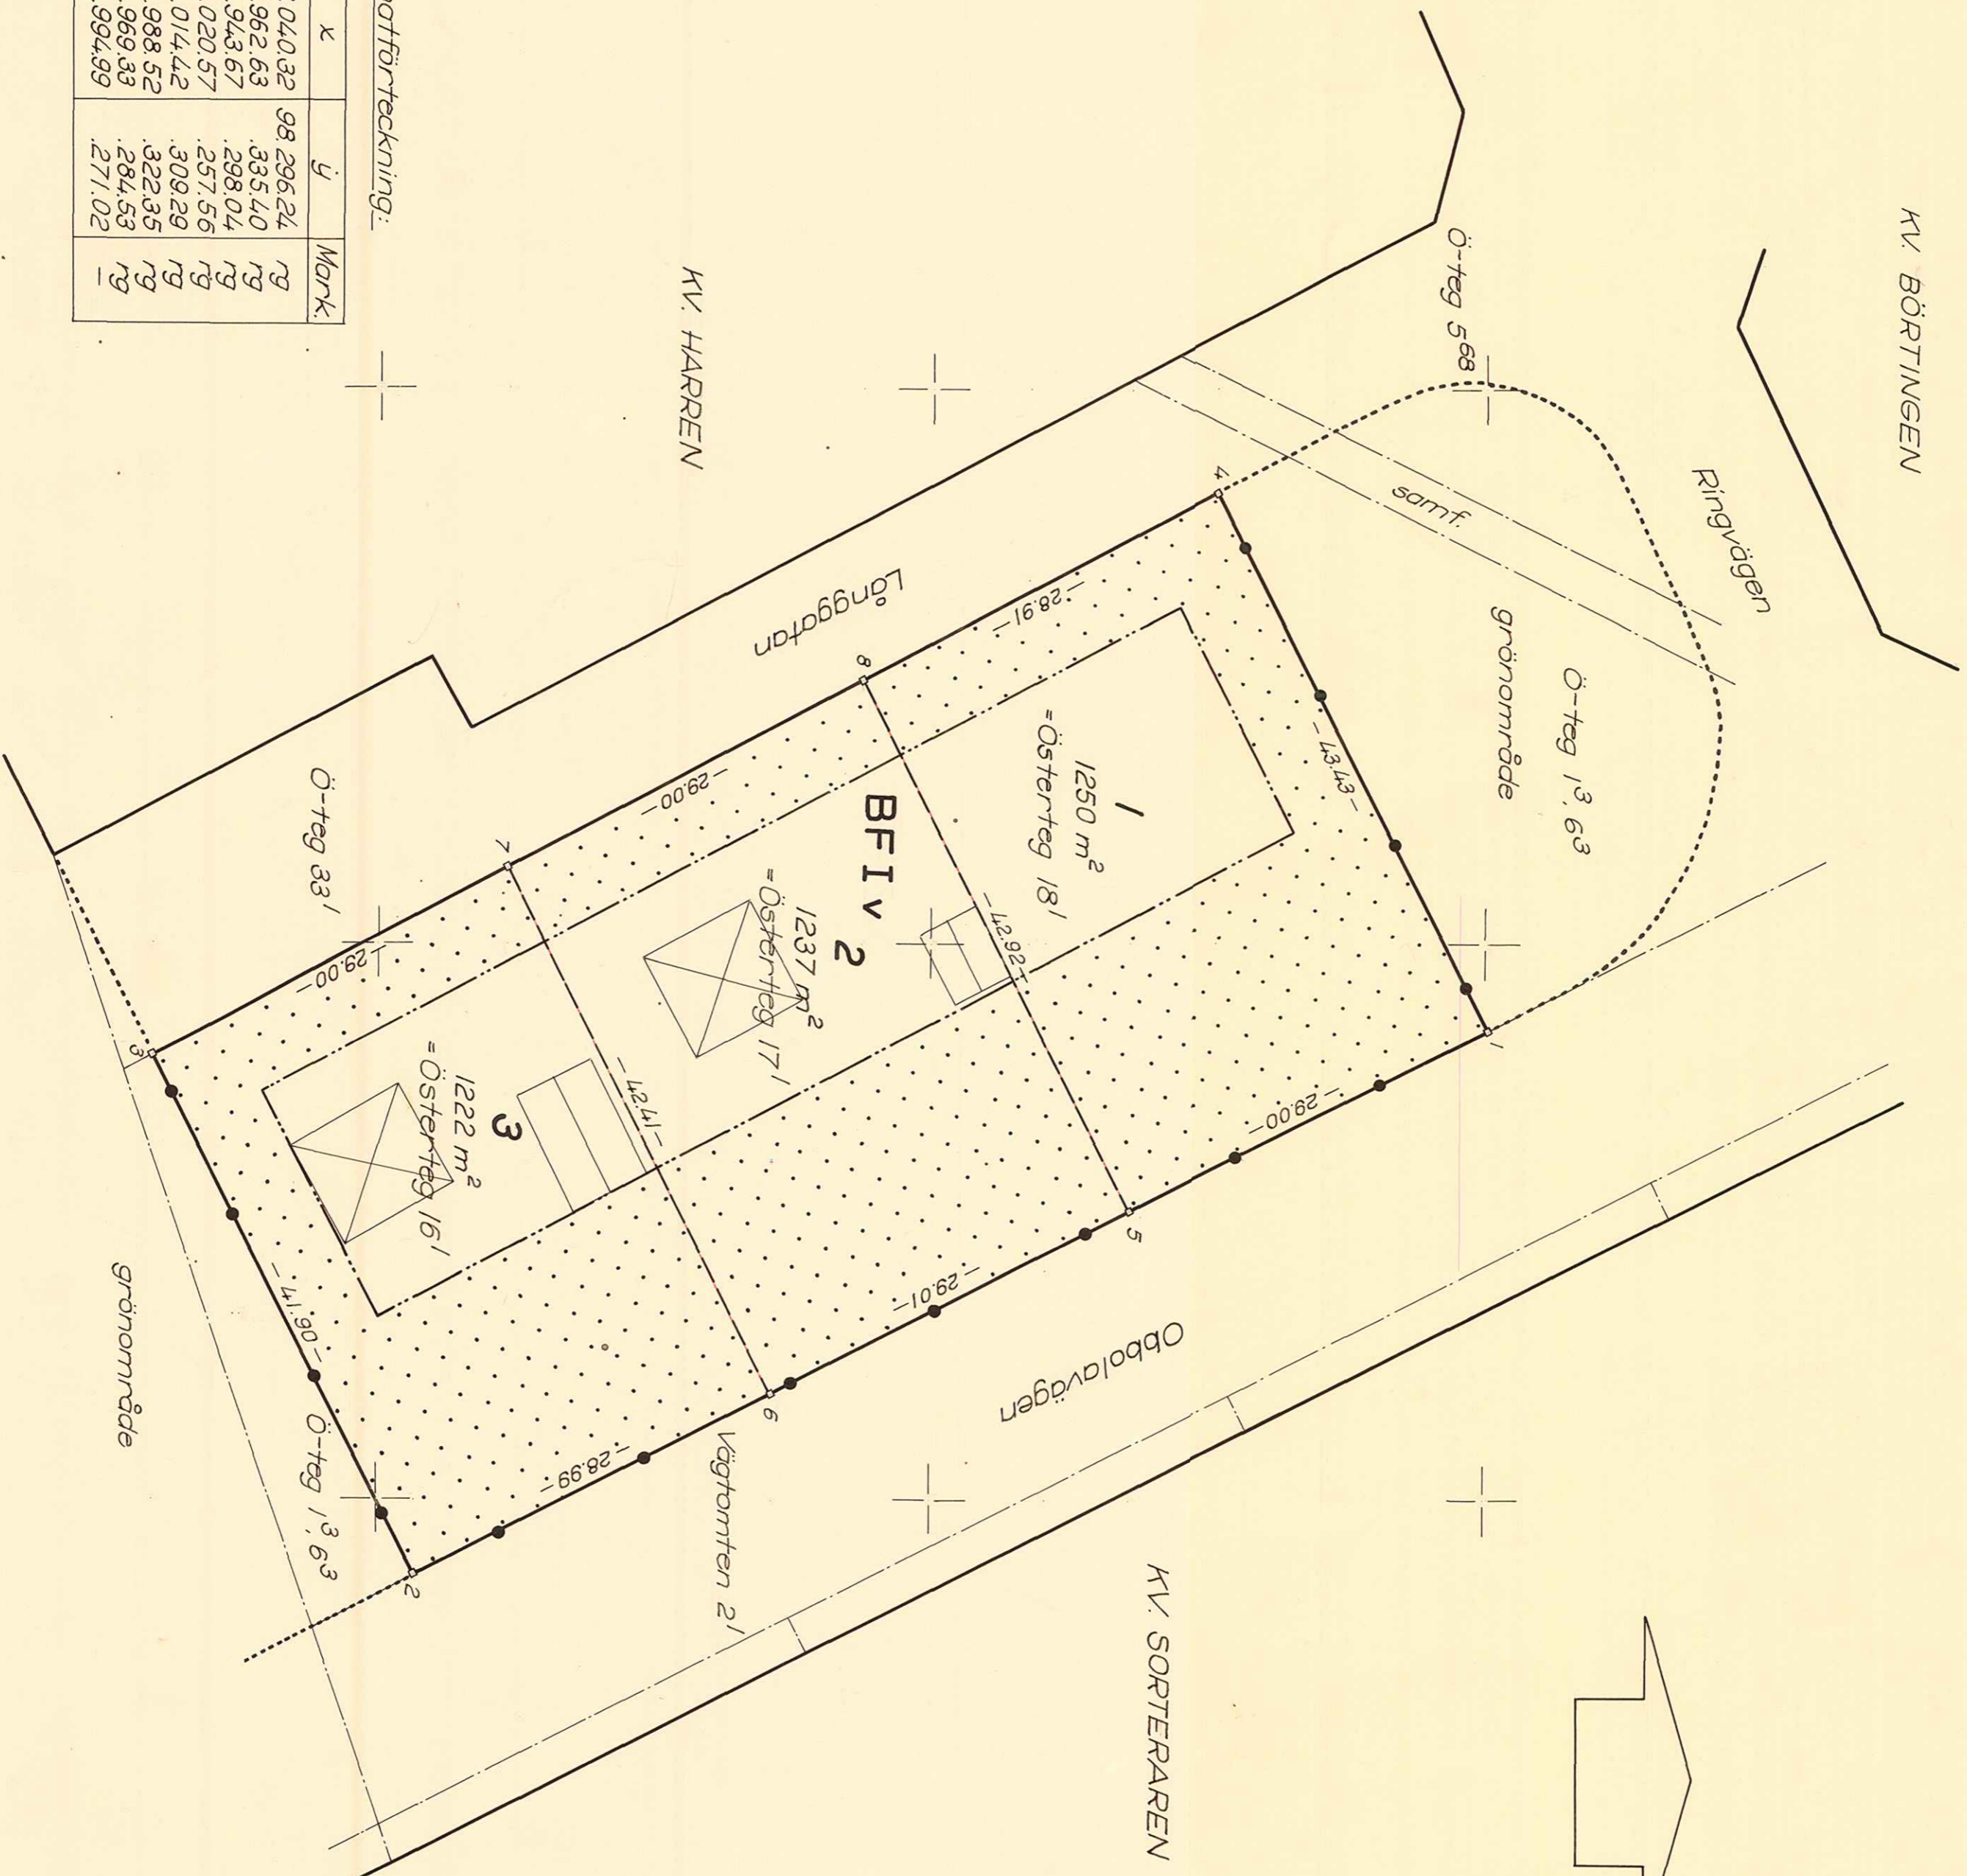 KV. BÖRTINGEN
Ringvägen
Ö-teg 5⁶⁸
samf.
grönområde
Ö-teg 1³, 63
KV. HARREN
Långgatan
4
28.91
43.43
1
1
1250 m²
=Österteg 18¹
8
29.00
42.92
29.00
5
BFI v
2
1237 m²
=Österteg 17¹
7
29.00
42.41
29.01
6
3
1222 m²
=Österteg 16¹
3
41.90
28.99
2
Ö-teg 33¹
Ö-teg 1³, 63
grönområde
Vägtomten 2¹
Obbolavägen
KV. SORTERAREN
x y Mark.
.040.32 98.296.24 rg
.962.63 .335.40 rg
.943.67 .298.04 rg
.020.57 .257.56 rg
.014.42 .309.29 rg
.988.52 .322.35 rg
.969.33 .284.53 rg
.994.99 .271.02 –